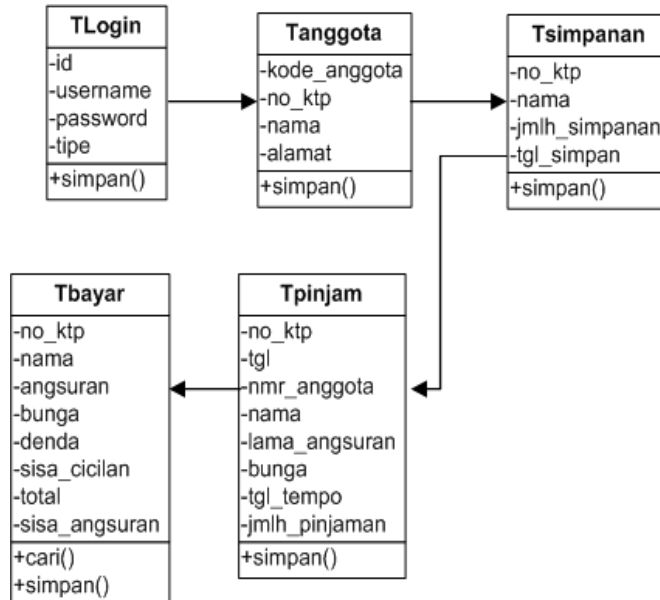 TLogin
-id
-username
-password
-tipe
+simpan()
Tanggota
-kode_anggota
-no_ktp
-nama
-alamat
+simpan()
Tsimpanan
-no_ktp
-nama
-jmlh_simpanan
-tgl_simpan
+simpan()
Tbayar
-no_ktp
-nama
-angsuran
-bunga
-denda
-sisa_cicilan
-total
-sisa_angsuran
+cari()
+simpan()
Tpinjam
-no_ktp
-tgl
-nmr_anggota
-nama
-lama_angsuran
-bunga
-tgl_tempo
-jmlh_pinjaman
+simpan()